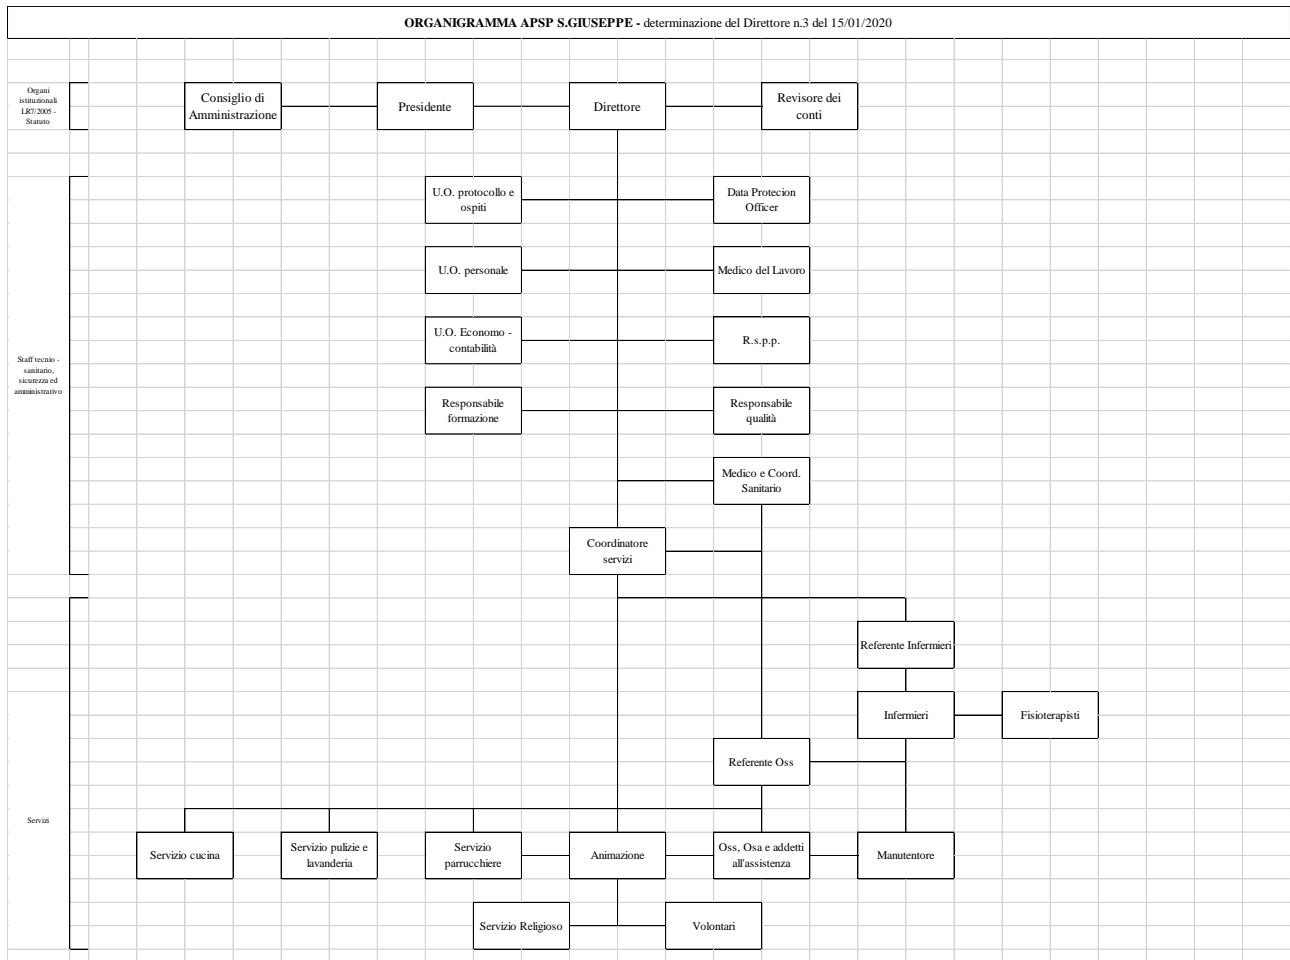 ORGANIGRAMMA APSP S.GIUSEPPE - determinazione del Direttore n.3 del 15/01/2020
Organi
istituzionali
LR7/2005 -
Statuto
Consiglio di
Amministrazione
Presidente
Direttore
Revisore dei
conti
U.O. protocollo e
ospiti
Data Protecion
Officer
U.O. personale
Medico del Lavoro
U.O. Economo -
contabilità
R.s.p.p.
Staff tecnio -
sanitario,
sicurezza ed
amministrativo
Responsabile
formazione
Responsabile
qualità
Medico e Coord.
Sanitario
Coordinatore
servizi
Referente Infermieri
Infermieri
Fisioterapisti
Referente Oss
Servizi
Servizio cucina
Servizio pulizie e
lavanderia
Servizio
parrucchiere
Animazione
Oss, Osa e addetti
all'assistenza
Manutentore
Servizio Religioso
Volontari